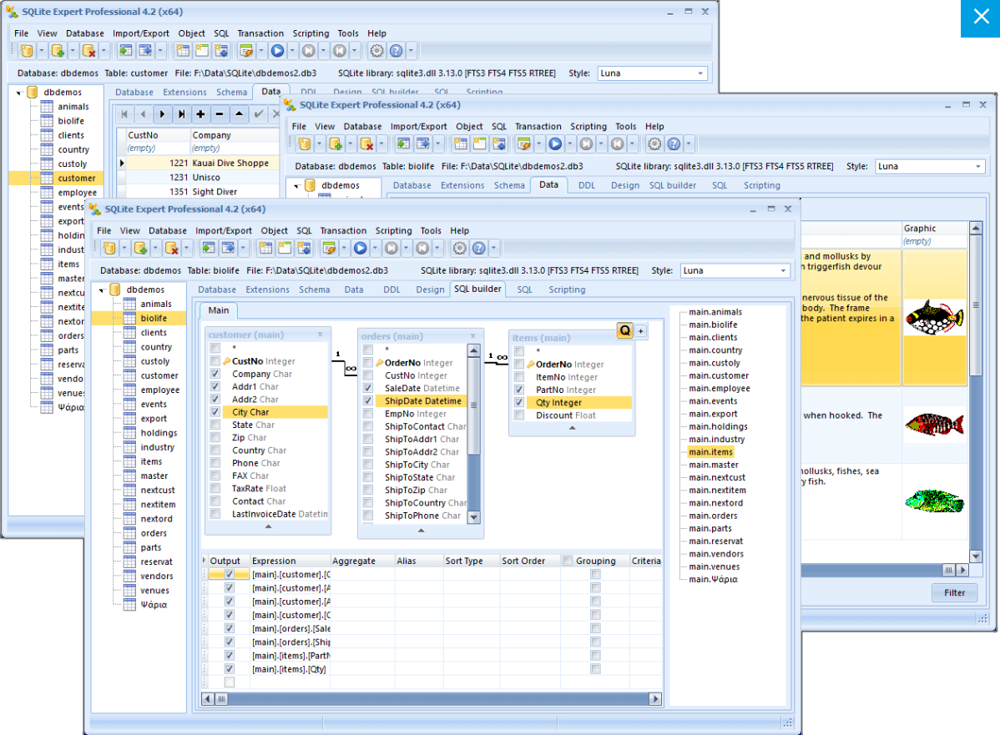 SQLite Expert Professional 4.2 (x64)
File View Database Import/Export Object SQL Transaction Scripting Tools Help
Database: dbdemos Table: customer File: F:\Data\SQLite\dbdemos2.db3 SQLite library: sqlite3.dll 3.13.0 [FTS3 FTS4 FTS5 RTREE] Style: Luna
dbdemos
animals
biolife
clients
country
custoly
customer
employee
events
export
items
parts
Ψάρια
Database Extensions Schema Data
CustNo Company
(empty) (empty)
1221 Kauai Dive Shoppe
1231 Unisco
1351 Sight Diver
SQLite Expert Professional 4.2 (x64)
File View Database Import/Export Object SQL Transaction Scripting Tools Help
Database: dbdemos Table: biolife File: F:\Data\SQLite\dbdemos2.db3 SQLite library: sqlite3.dll 3.13.0 [FTS3 FTS4 FTS5 RTREE] Style: Luna
dbdemos
Database Extensions Schema Data DDL Design SQL builder SQL Scripting
Graphic
(empty)
and mollusks by
triggerfish devour
nervous tissue of the
body. The frame
the patient expires in a
when hooked. The
fishes, sea
fish.
Filter
SQLite Expert Professional 4.2 (x64)
File View Database Import/Export Object SQL Transaction Scripting Tools Help
Database: dbdemos Table: biolife File: F:\Data\SQLite\dbdemos2.db3 SQLite library: sqlite3.dll 3.13.0 [FTS3 FTS4 FTS5 RTREE] Style: Luna
dbdemos
animals
biolife
clients
country
custoly
customer
employee
events
export
holdings
industry
items
master
nextcust
nextitem
nextord
orders
parts
reservat
vendors
venues
Ψάρια
Database Extensions Schema Data DDL Design SQL builder SQL Scripting
Main
Q +
customer (main) x
*
CustNo Integer
Company Char
Addr1 Char
Addr2 Char
City Char
State Char
Zip Char
Country Char
Phone Char
FAX Char
TaxRate Float
Contact Char
LastInvoiceDate Datetim
1
∞
orders (main) x
*
OrderNo Integer
CustNo Integer
SaleDate Datetime
ShipDate Datetime
EmpNo Integer
ShipToContact Char
ShipToAddr1 Char
ShipToAddr2 Char
ShipToCity Char
ShipToState Char
ShipToZip Char
ShipToCountry Char
ShipToPhone Char
1 ∞
items (main)
*
OrderNo Integer
ItemNo Integer
PartNo Integer
Qty Integer
Discount Float
main.animals
main.biolife
main.clients
main.country
main.custoly
main.customer
main.employee
main.events
main.export
main.holdings
main.industry
main.items
main.master
main.nextcust
main.nextitem
main.nextord
main.orders
main.parts
main.reservat
main.vendors
main.venues
main.Ψάρια
Output Expression Aggregate Alias Sort Type Sort Order Grouping Criteria
[main].[customer].[C
[main].[customer].[A
[main].[customer].[A
[main].[customer].[C
[main].[orders].[Sale
[main].[orders].[Ship
[main].[items].[PartN
[main].[items].[Qty]